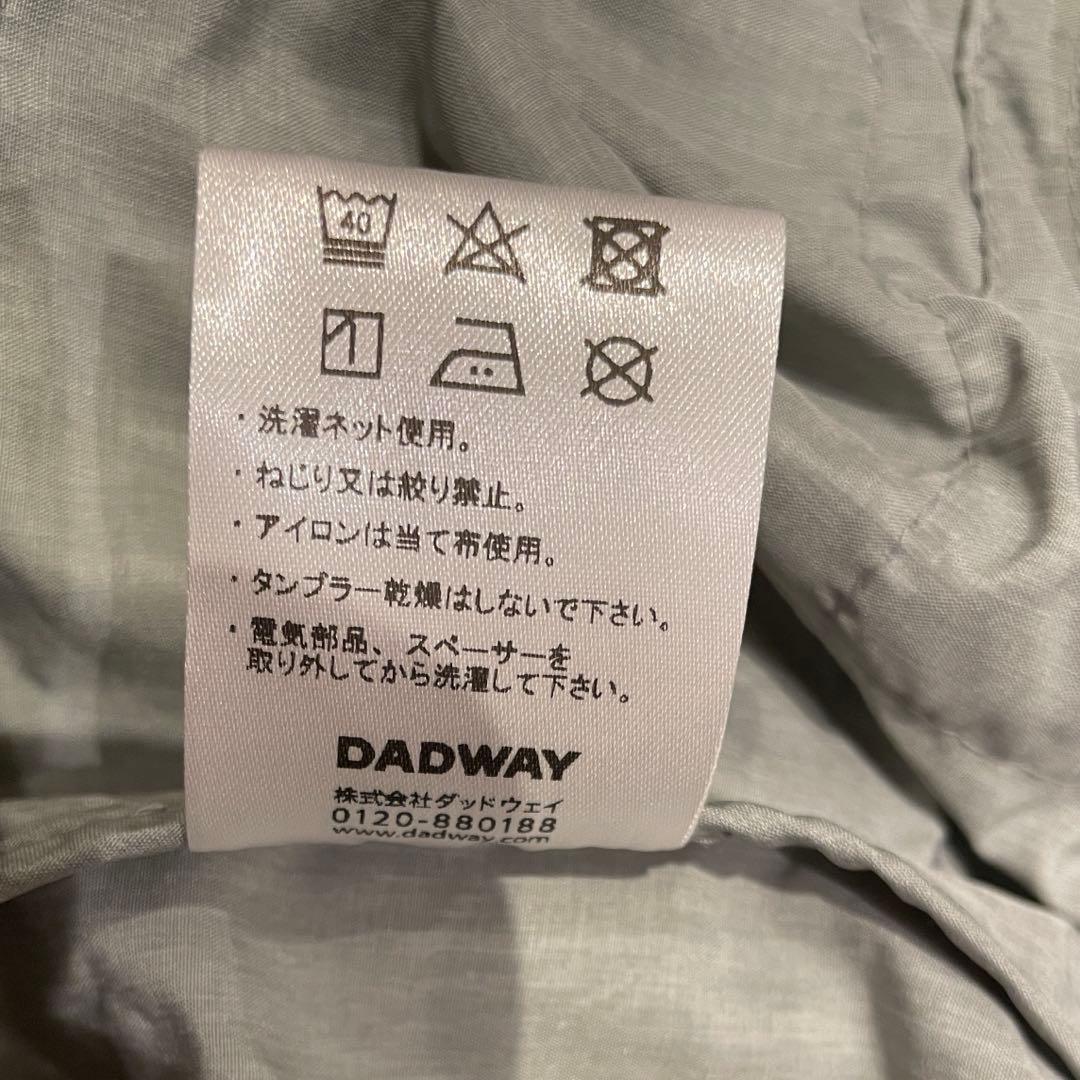 40
・洗濯ネット使用。
・ねじり又は絞り禁止。
・アイロンは当て布使用。
・タンブラー乾燥はしないで下さい。
・電気部品、スペーサーを
取り外してから洗濯して下さい。
DADWAY
株式会社ダッドウェイ
0120-880188
www.dadway.com